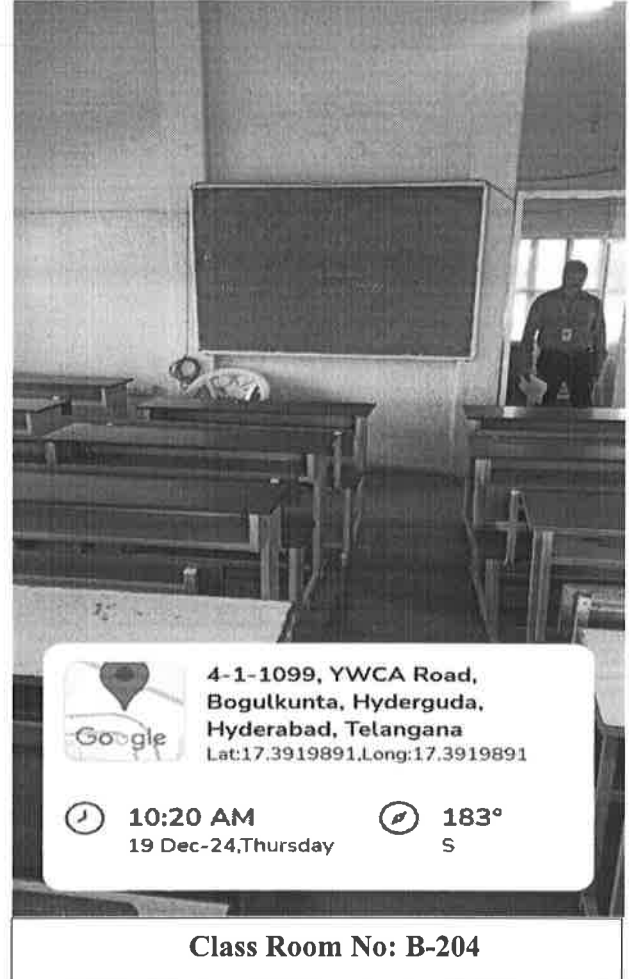 4-1-1099, YWCA Road,
Bogulkunta, Hyderguda,
Hyderabad, Telangana
Lat:17.3919891,Long:17.3919891
Google
10:20 AM
19 Dec-24,Thursday
183°
S
Class Room No: B-204